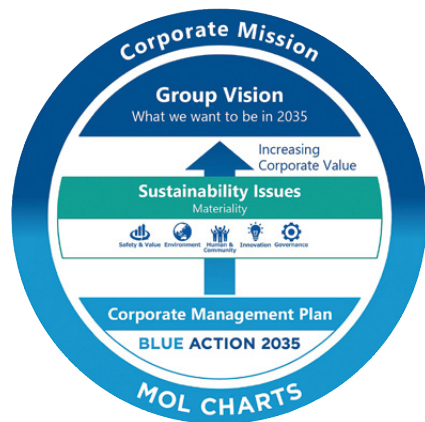 Corporate Mission
Group Vision
What we want to be in 2035
Increasing
Corporate Value
Sustainability Issues
Materiality
Safety & Value Environment Human & Community Innovation Governance
Corporate Management Plan
BLUE ACTION 2035
MOL CHARTS